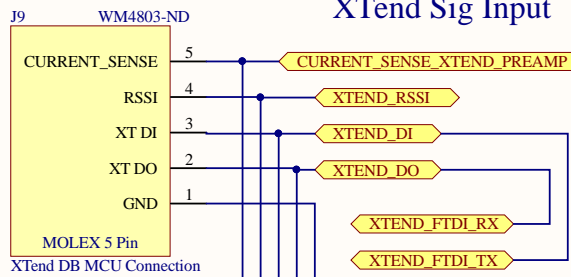 XTend Sig Input
J9 WM4803-ND
CURRENT_SENSE 5 CURRENT_SENSE_XTEND_PREAMP
RSSI 4 XTEND_RSSI
XT DI 3 XTEND_DI
XT DO 2 XTEND_DO
GND 1
XTEND_FTDI_RX
MOLEX 5 Pin
XTEND_FTDI_TX
XTend DB MCU Connection